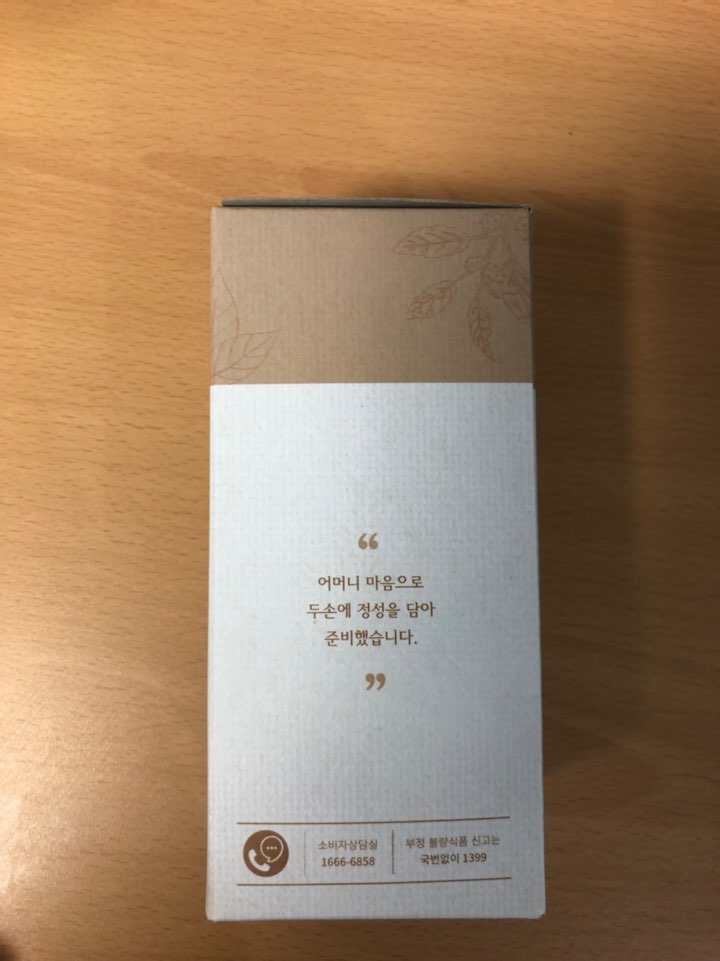 “
어머니 마음으로
두손에 정성을 담아
준비했습니다.
”
소비자상담실
1666-6858
부정 불량식품 신고는
국번없이 1399